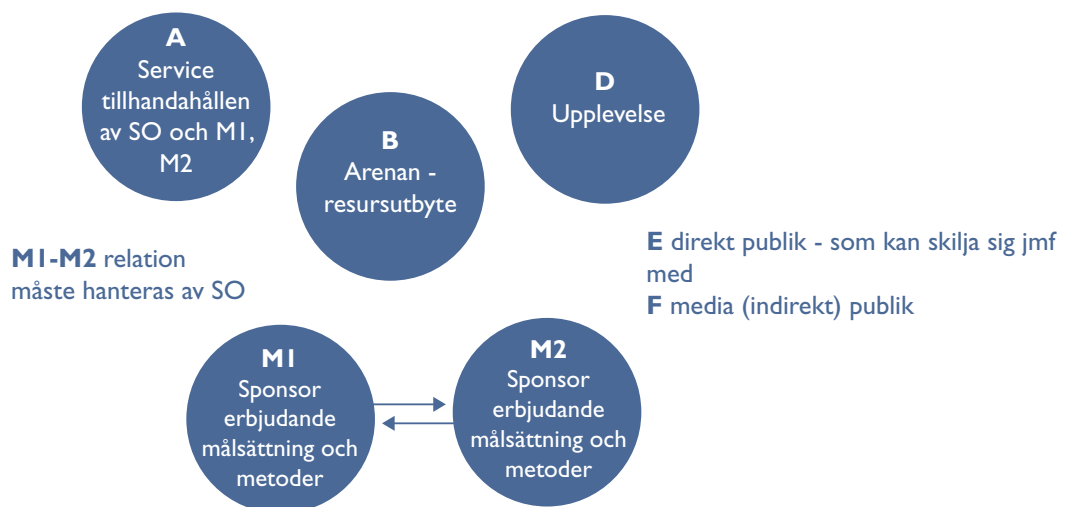 A
Service
tillhandahållen
av SO och M1,
M2
B
Arenan -
resursutbyte
D
Upplevelse
M1-M2 relation
måste hanteras av SO
E direkt publik - som kan skilja sig jmf
med
F media (indirekt) publik
M1
Sponsor
erbjudande
målsättning och
metoder
M2
Sponsor
erbjudande
målsättning och
metoder